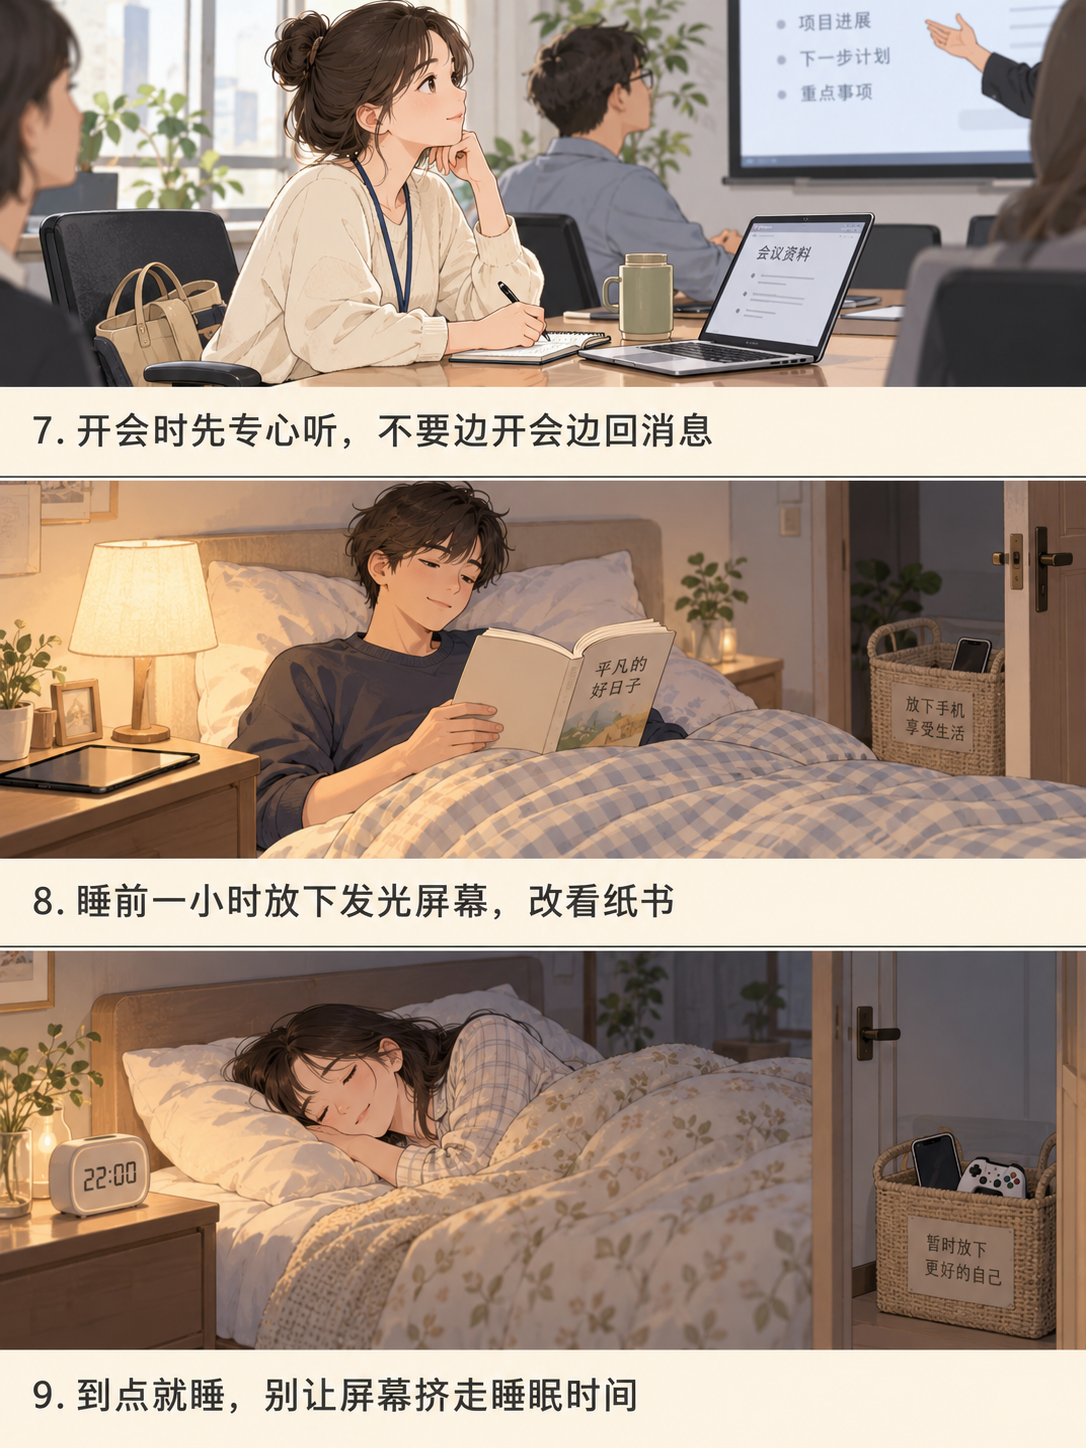 项目进展
下一步计划
重点事项
会议资料
7. 开会时先专心听，不要边开会边回消息
平凡的
好日子
放下手机
享受生活
8. 睡前一小时放下发光屏幕，改看纸书
22:00
暂时放下
更好的自己
9. 到点就睡，别让屏幕挤走睡眠时间